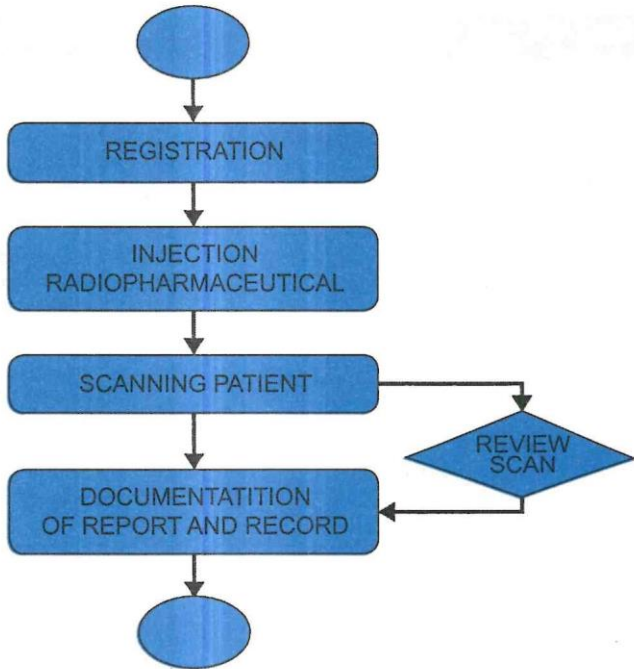 REGISTRATION
INJECTION
RADIOPHARMACEUTICAL
SCANNING PATIENT
REVIEW
SCAN
DOCUMENTATITION
OF REPORT AND RECORD